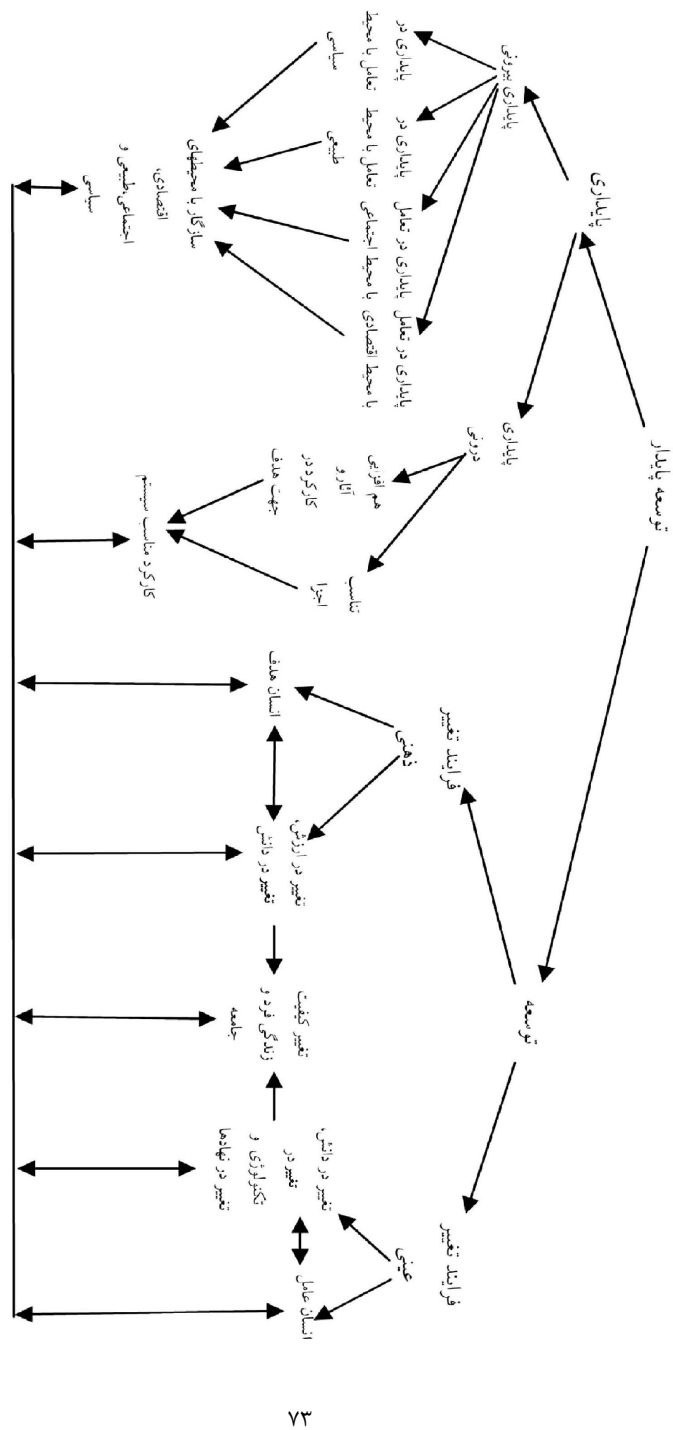 توسعه پایدار
توسعه
پایداری
فرایند تغییر
عینی
فرایند تغییر
ذهنی
پایداری
درونی
پایداری بیرونی
انسان عامل
تغییر در دانش،
تغییر در
تکنولوژی و
تغییر در نهادها
تغییر کیفیت
زندگی فرد و
جامعه
تغییر در ارزش،
تغییر در دانش
انسان هدف
تناسب
اجزا
هم افزایی
آثار و
کارکرد در
جهت هدف
پایداری در تعامل
با محیط اقتصادی
پایداری در تعامل
با محیط اجتماعی
پایداری در
تعامل با محیط
طبیعی
پایداری در
تعامل با محیط
سیاسی
کارکرد مناسب سیستم
سازگار با محیطهای
اقتصادی،
اجتماعی،طبیعی و
سیاسی
۷۳